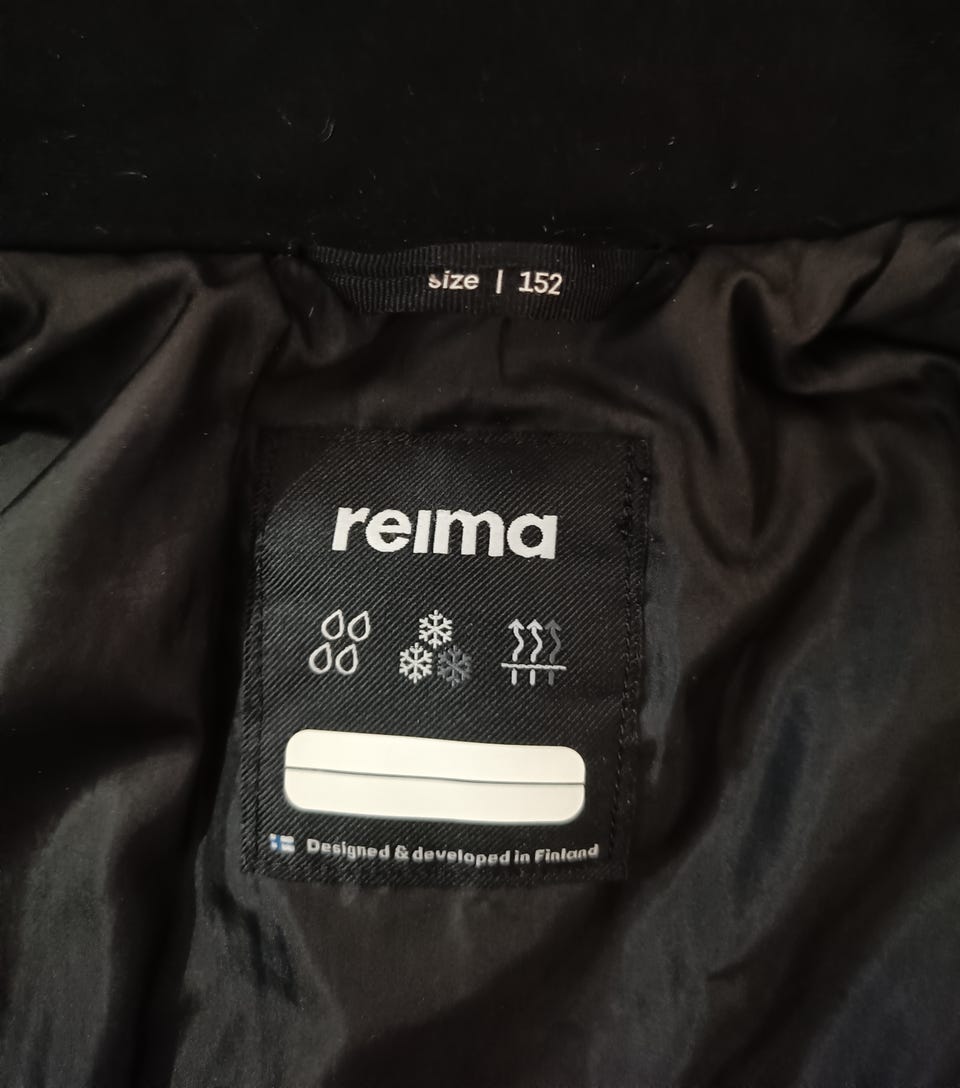 size | 152
reima
Designed & developed in Finland